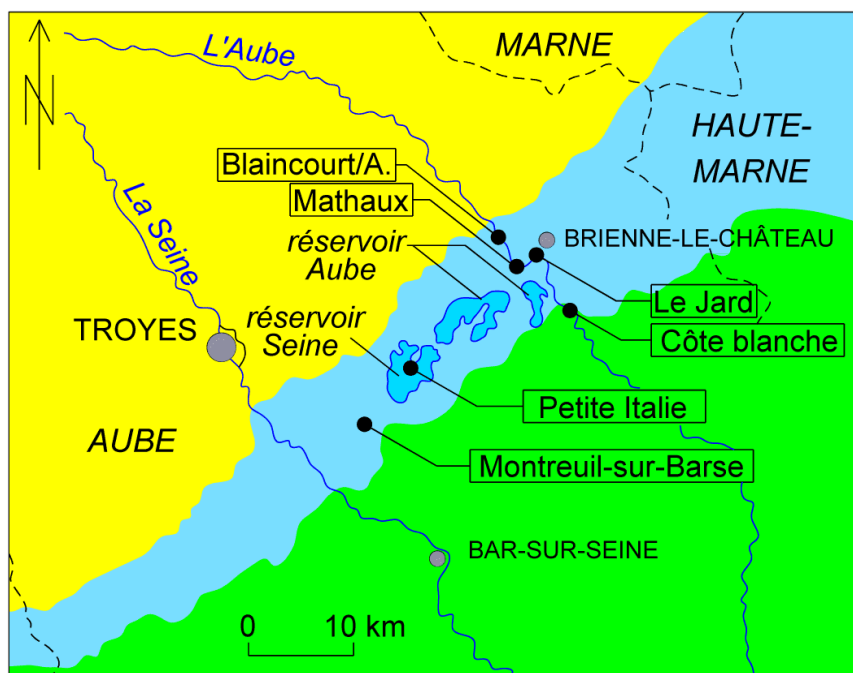 L'Aube
MARNE
N
HAUTE-
MARNE
Blaincourt/A.
La Seine
Mathaux
réservoir
Aube
BRIENNE-LE-CHÂTEAU
Le Jard
TROYES
réservoir
Seine
Côte blanche
Petite Italie
AUBE
Montreuil-sur-Barse
BAR-SUR-SEINE
0 10 km